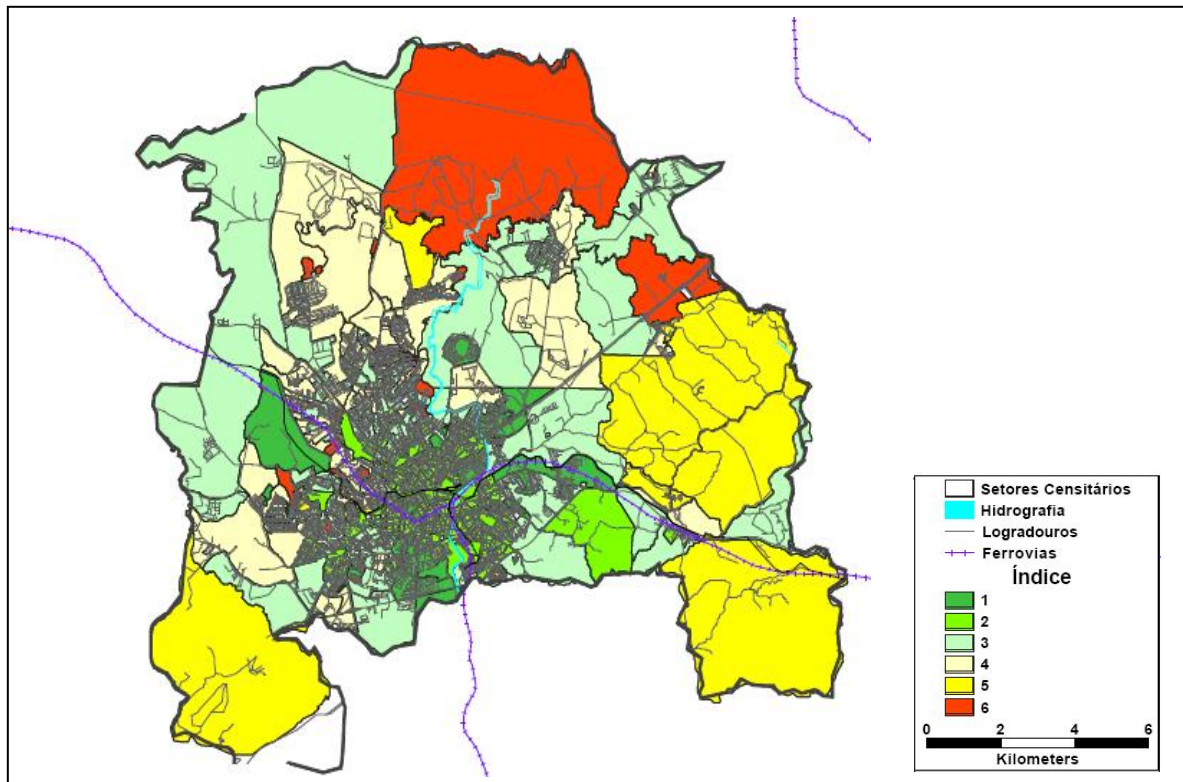 Setores Censitários
Hidrografia
Logradouros
Ferrovias
Índice
1
2
3
4
5
6
0 2 4 6
Kilometers